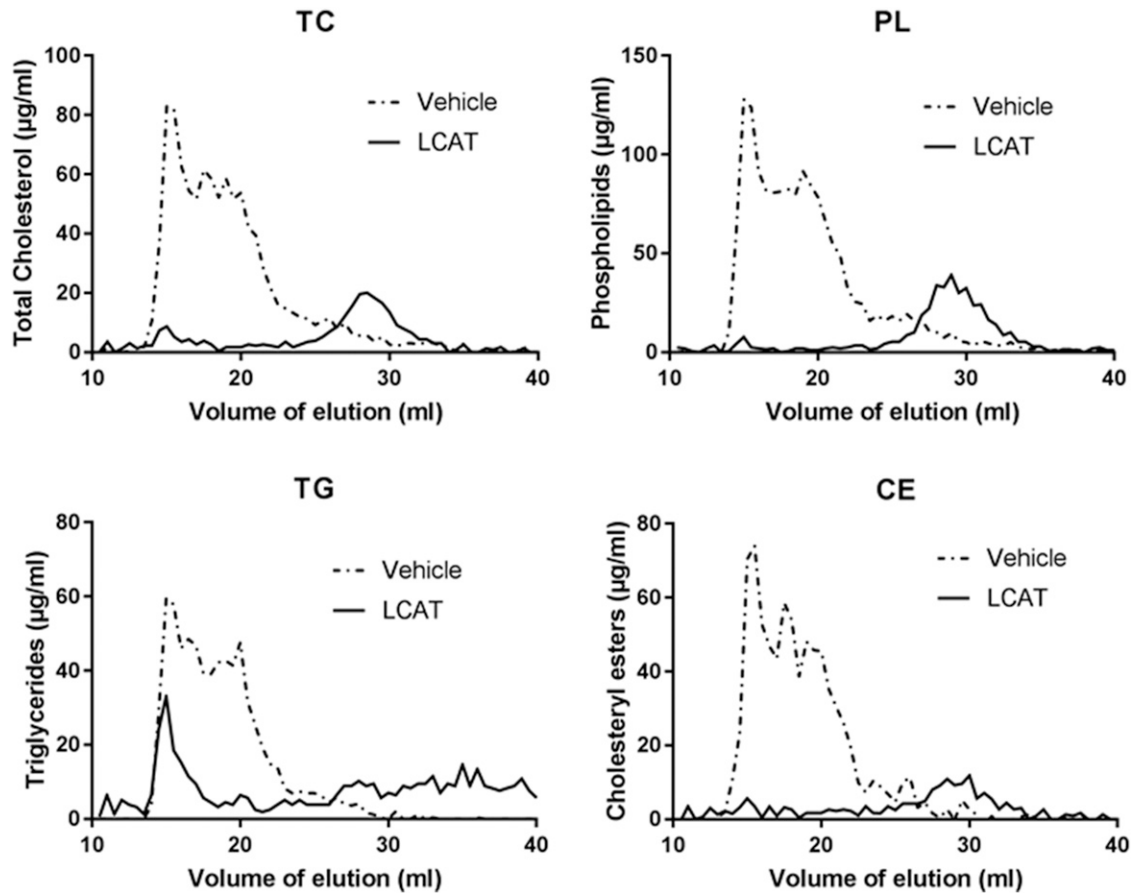 TC
Total Cholesterol (µg/ml)
100
80
60
40
20
0
Vehicle
LCAT
10 20 30 40
Volume of elution (ml)
PL
Phospholipids (µg/ml)
150
100
50
0
Vehicle
LCAT
10 20 30 40
Volume of elution (ml)
TG
Triglycerides (µg/ml)
80
60
40
20
0
Vehicle
LCAT
10 20 30 40
Volume of elution (ml)
CE
Cholesteryl esters (µg/ml)
80
60
40
20
0
Vehicle
LCAT
10 20 30 40
Volume of elution (ml)